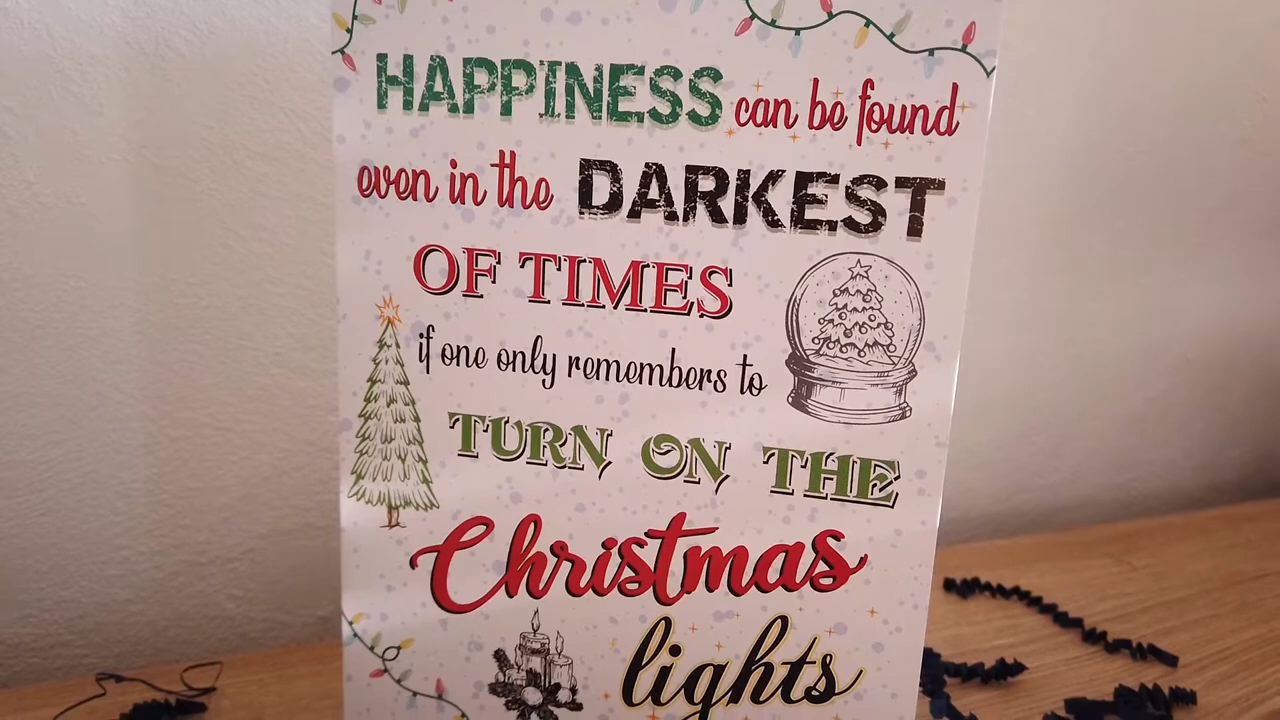 HAPPINESS can be found
even in the DARKEST
OF TIMES
if one only remembers to
TURN ON THE
Christmas
lights